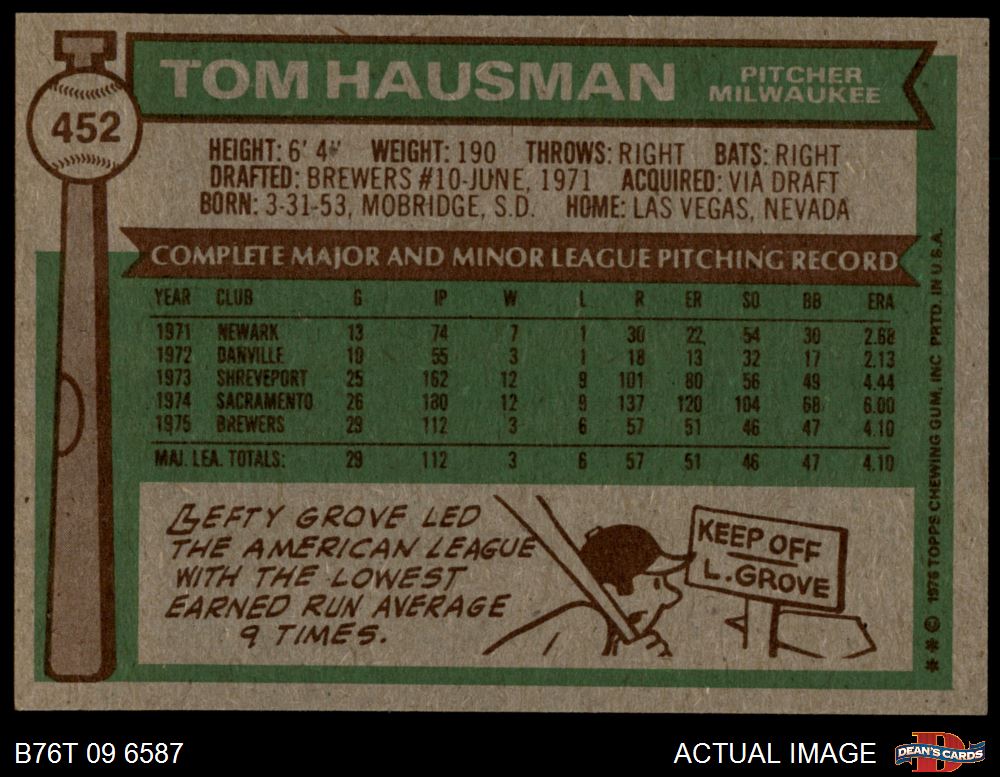 452
TOM HAUSMAN
PITCHER
MILWAUKEE
HEIGHT: 6' 4" WEIGHT: 190 THROWS: RIGHT BATS: RIGHT
DRAFTED: BREWERS #10-JUNE, 1971 ACQUIRED: VIA DRAFT
BORN: 3-31-53, MOBRIDGE, S.D. HOME: LAS VEGAS, NEVADA
COMPLETE MAJOR AND MINOR LEAGUE PITCHING RECORD
YEAR CLUB G IP W L R ER SO BB ERA
1971 NEWARK 13 74 7 1 30 22 54 30 2.68
1972 DANVILLE 10 55 3 1 18 13 32 17 2.13
1973 SHREVEPORT 25 162 12 9 101 80 56 49 4.44
1974 SACRAMENTO 26 180 12 9 137 120 104 68 6.00
1975 BREWERS 29 112 3 6 57 51 46 47 4.10
MAJ. LEA. TOTALS: 29 112 3 6 57 51 46 47 4.10
LEFTY GROVE LED
THE AMERICAN LEAGUE
WITH THE LOWEST
EARNED RUN AVERAGE
9 TIMES.
KEEP OFF
L. GROVE
** © 1976 TOPPS CHEWING GUM, INC PRTD. IN U.S.A.
B76T 09 6587
ACTUAL IMAGE
DEAN'S CARDS